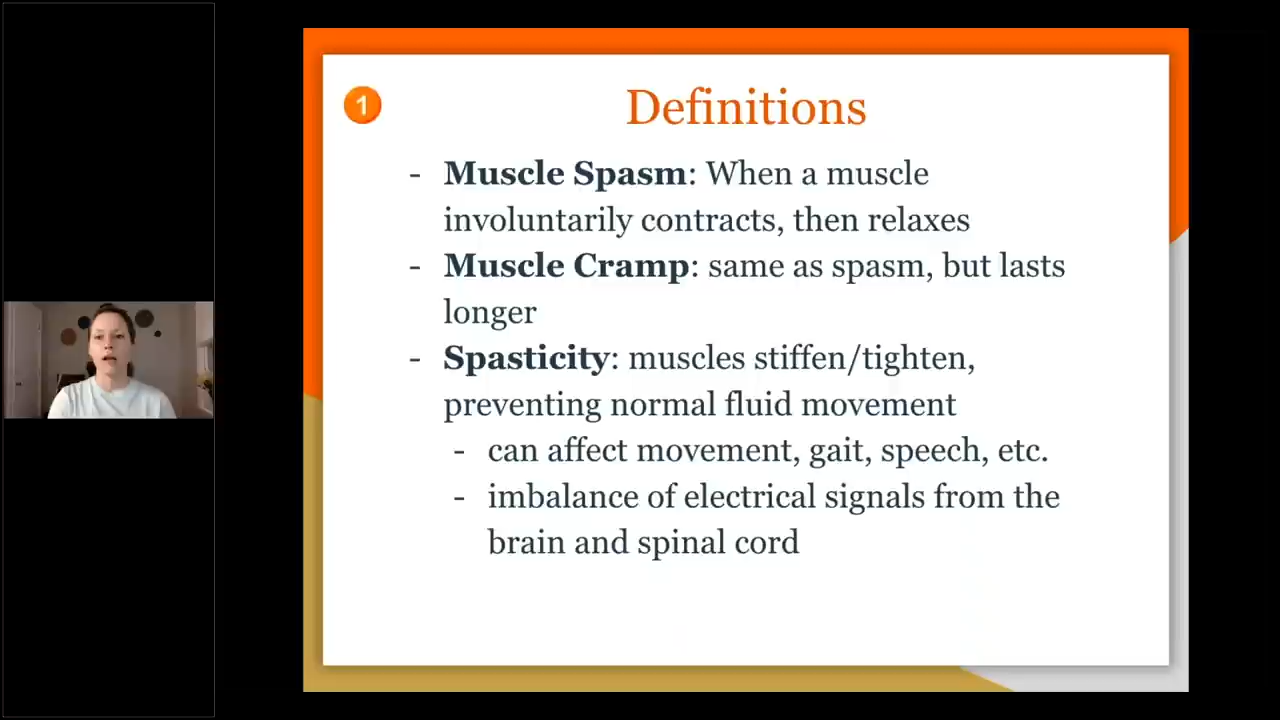 1
Definitions
- Muscle Spasm: When a muscle
involuntarily contracts, then relaxes
- Muscle Cramp: same as spasm, but lasts
longer
- Spasticity: muscles stiffen/tighten,
preventing normal fluid movement
- can affect movement, gait, speech, etc.
- imbalance of electrical signals from the
brain and spinal cord